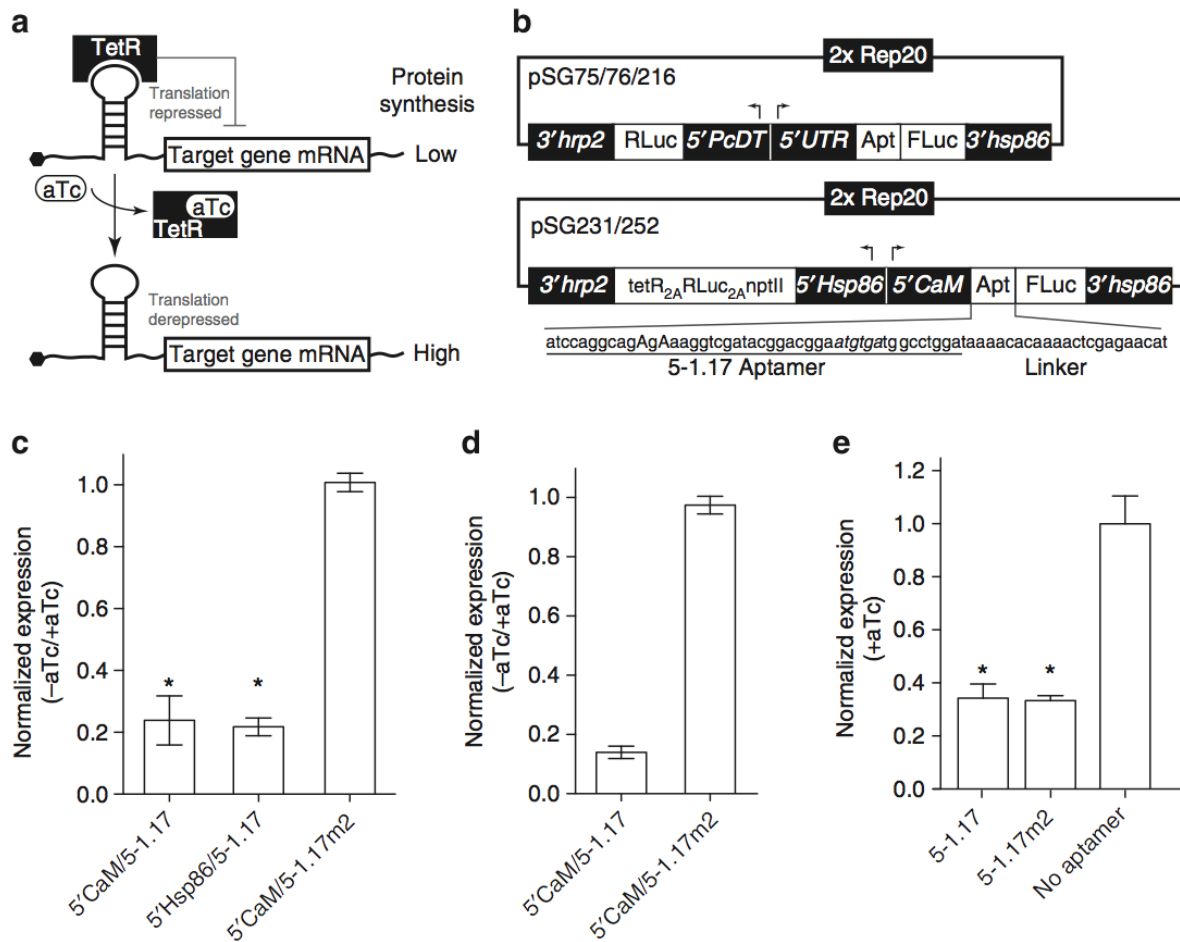 a
TetR
Translation
repressed
Protein
synthesis
Target gene mRNA
Low
aTc
aTc
TetR
Translation
derepressed
Target gene mRNA
High
b
2x Rep20
pSG75/76/216
3′hrp2 RLuc 5′PcDT 5′UTR Apt FLuc 3′hsp86
2x Rep20
pSG231/252
3′hrp2 tetR2ARLuc2AnptII 5′Hsp86 5′CaM Apt FLuc 3′hsp86
atccaggcagAgAaaggtcgatacggacggaatgtgatggcctggataaaacacaaaactcgagaacat
5-1.17 Aptamer Linker
c
Normalized expression
(–aTc/+aTc)
1.0
0.8
0.6
0.4
0.2
0.0
* *
5′CaM/5-1.17
5′Hsp86/5-1.17
5′CaM/5-1.17m2
d
Normalized expression
(–aTc/+aTc)
1.0
0.8
0.6
0.4
0.2
0.0
5′CaM/5-1.17
5′CaM/5-1.17m2
e
Normalizd expression
(+aTc)
1.2
1.0
0.8
0.6
0.4
0.2
0.0
* *
5-1.17
5-1.17m2
No aptamer